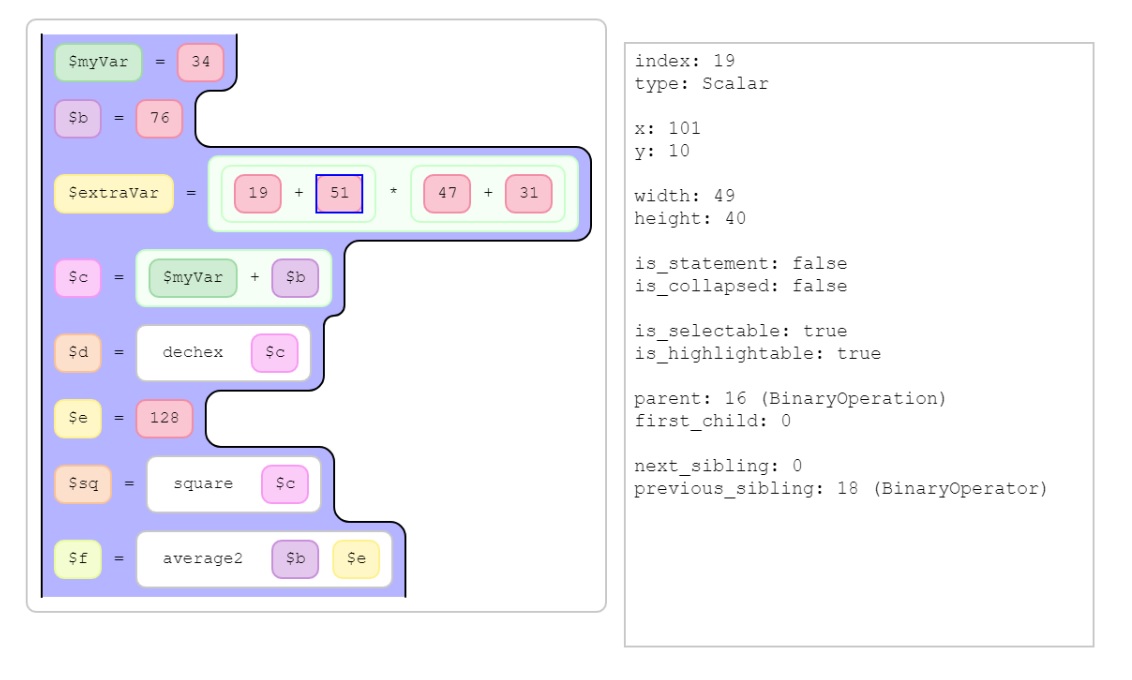 $myVar = 34
$b = 76
$extraVar = 19 + 51 * 47 + 31
$c = $myVar + $b
$d = dechex $c
$e = 128
$sq = square $c
$f = average2 $b $e
index: 19
type: Scalar
x: 101
y: 10
width: 49
height: 40
is_statement: false
is_collapsed: false
is_selectable: true
is_highlightable: true
parent: 16 (BinaryOperation)
first_child: 0
next_sibling: 0
previous_sibling: 18 (BinaryOperator)